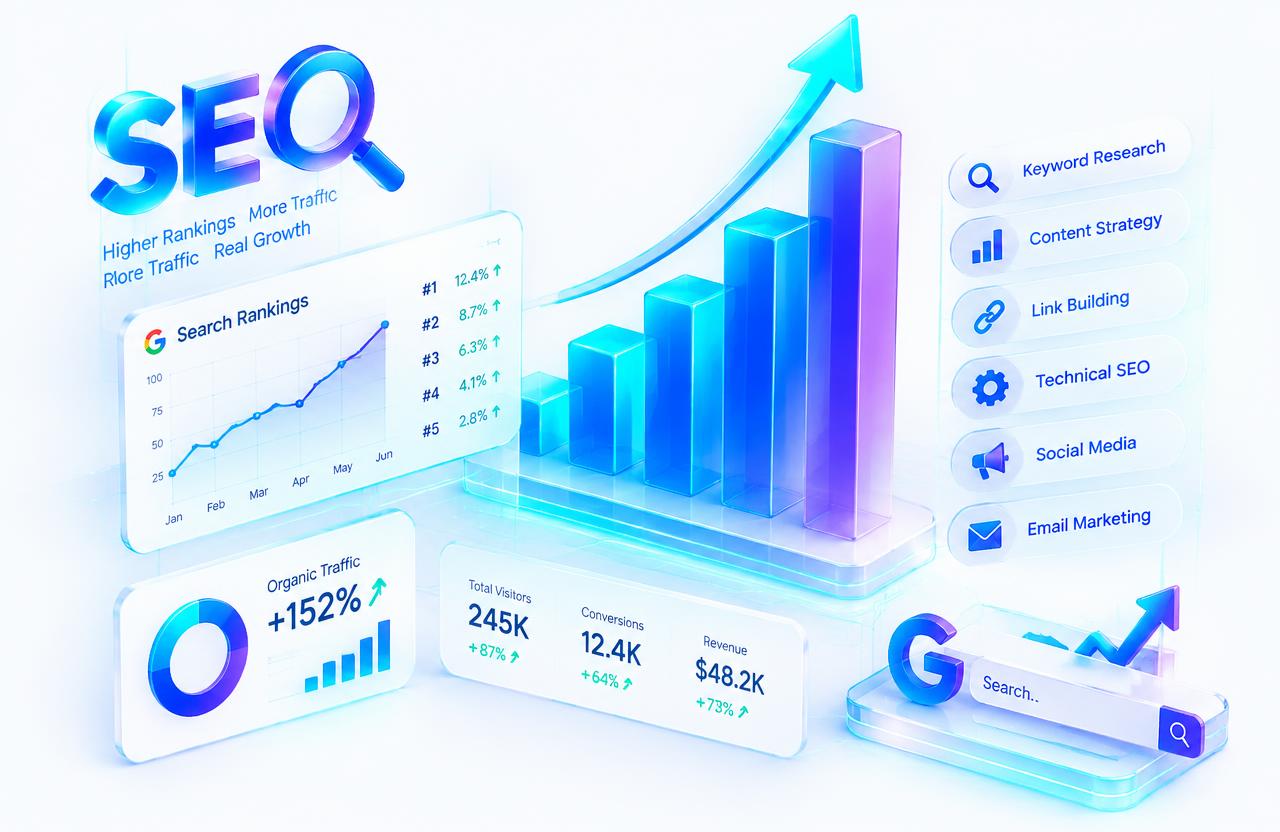 SEO
Higher Rankings More Traffic
Rlore Traffic Real Growth
G Search Rankings
100
75
50
25
Jan Feb Mar Apr May Jun
#1 12.4% ↑
#2 8.7% ↑
#3 6.3% ↑
#4 4.1% ↑
#5 2.8% ↑
Keyword Research
Content Strategy
Link Building
Technical SEO
Social Media
Email Marketing
Organic Traffic
+152%
Total Visitors
245K
+87%
Conversions
12.4K
+64%
Revenue
$48.2K
+73%
G
Search..